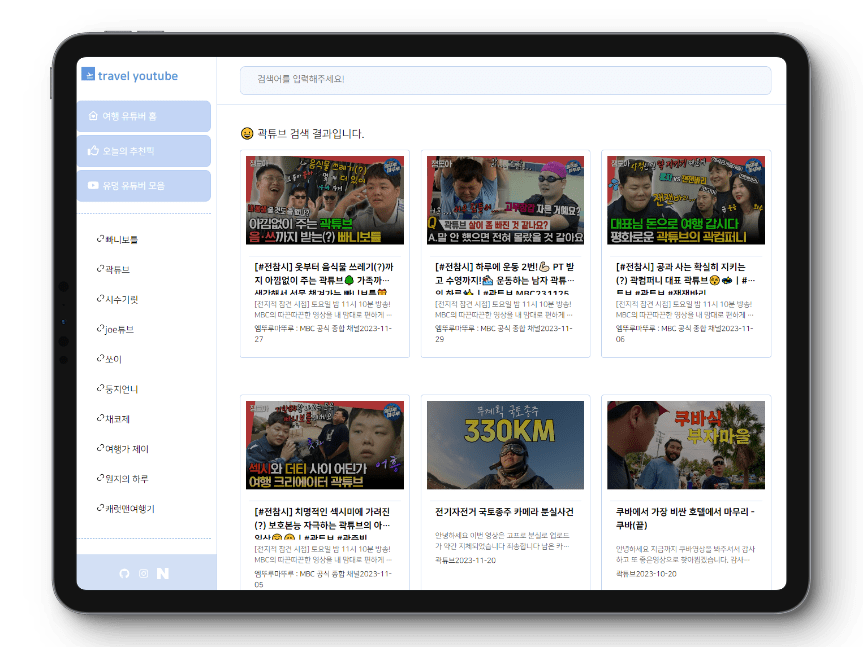 travel youtube
여행 유튜버 홈
오늘의 추천픽
유명 유튜버 모음
빠니보틀
곽튜브
시수기릿
joe튜브
쏘이
둥지언니
채코제
여행가 제이
원지의 하루
캐럿맨여행기
검색어를 입력해주세요!
😀 곽튜브 검색 결과입니다.
아낌없이 주는 곽튜브
음.쓰까지 받는(?) 빠니보틀
[#전참시] 옷부터 음식물 쓰레기(?)까
지 아낌없이 주는 곽튜브🌲 가족까…
[전지적 참견 시점] 토요일 밤 11시 10분 방송!
MBC의 따끈따끈한 영상을 내 맘대로 편하게 …
엠뚜루마뚜루 : MBC 공식 종합 채널2023-11-
27
Q 곽튜브 살이 좀 빠진 것 같나요?
A.말 안 했으면 전혀 몰랐을 것 같아요
[#전참시] 하루에 운동 2번!💪 PT 받
고 수영까지!🏊 운동하는 남자 곽튜…
[전지적 참견 시점] 토요일 밤 11시 10분 방송!
MBC의 따끈따끈한 영상을 내 맘대로 편하게 …
엠뚜루마뚜루 : MBC 공식 종합 채널2023-11-
29
대표님 돈으로 여행 갑시다
평화로운 곽튜브의 곽컴퍼니
[#전참시] 공과 사는 확실히 지키는
(?) 곽컴퍼니 대표 곽튜브
[전지적 참견 시점] 토요일 밤 11시 10분 방송!
MBC의 따끈따끈한 영상을 내 맘대로 편하게 …
엠뚜루마뚜루 : MBC 공식 종합 채널2023-11-
06
섹시와 더티 사이 어딘가
여행 크리에이터 곽튜브
[#전참시] 치명적인 섹시미에 가려진
(?) 보호본능 자극하는 곽튜브의 아…
[전지적 참견 시점] 토요일 밤 11시 10분 방송!
MBC의 따끈따끈한 영상을 내 맘대로 편하게 …
엠뚜루마뚜루 : MBC 공식 종합 채널2023-11-
05
무계획 국토종주
330KM
전기자전거 국토종주 카메라 분실사건
안녕하세요 이번 영상은 고프로 분실로 업로드
가 약간 지체되었습니다 죄송합니다 남은 카…
곽튜브2023-11-20
쿠바식
부자마을
쿠바에서 가장 비싼 호텔에서 마무리 -
쿠바(끝)
안녕하세요 지금까지 쿠바영상을 봐주셔서 감사
하고 또 좋은영상으로 찾아뵙겠습니다. 감사…
곽튜브2023-10-20